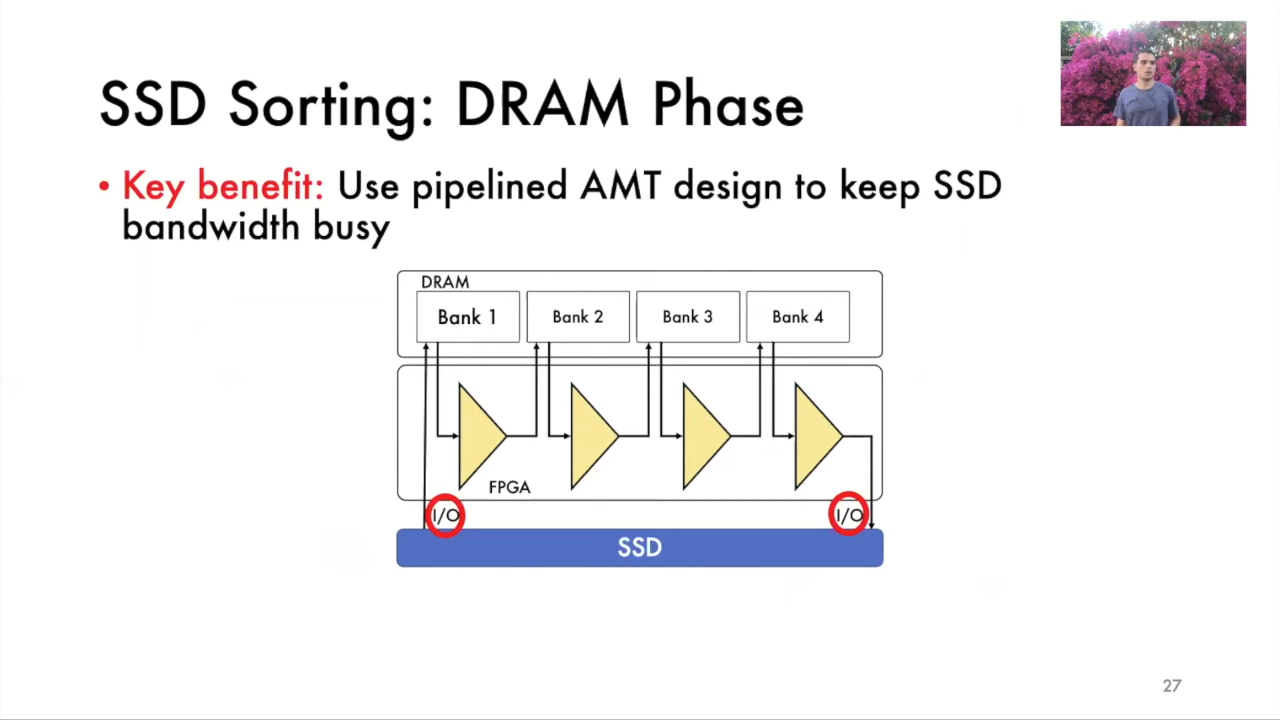 SSD Sorting: DRAM Phase
• Key benefit: Use pipelined AMT design to keep SSD
bandwidth busy
DRAM
Bank 1
Bank 2
Bank 3
Bank 4
FPGA
I/O
I/O
SSD
27